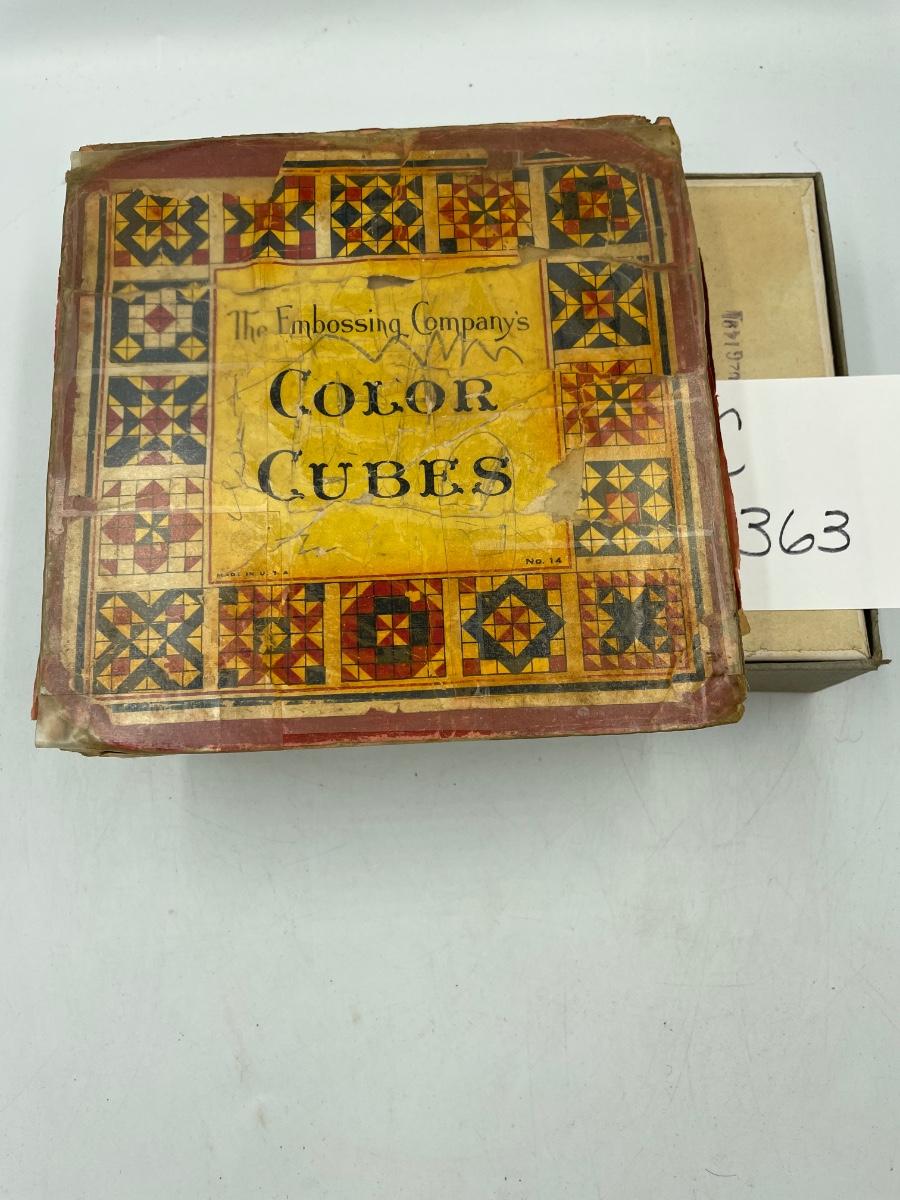 The Embossing Company's
COLOR
CUBES
MADE IN U.S.A
No. 14
C
363